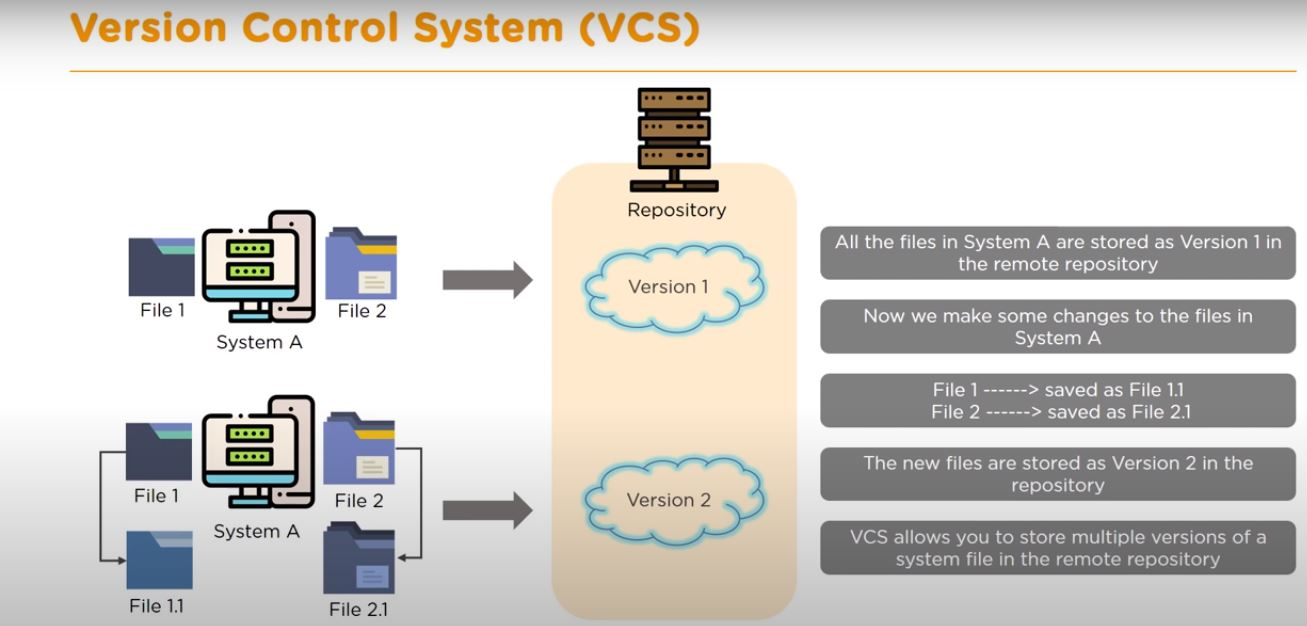 Version Control System (VCS)
Repository
File 1
File 2
System A
Version 1
File 1
File 2
System A
File 1.1
File 2.1
Version 2
All the files in System A are stored as Version 1 in
the remote repository
Now we make some changes to the files in
System A
File 1 ------> saved as File 1.1
File 2 ------> saved as File 2.1
The new files are stored as Version 2 in the
repository
VCS allows you to store multiple versions of a
system file in the remote repository